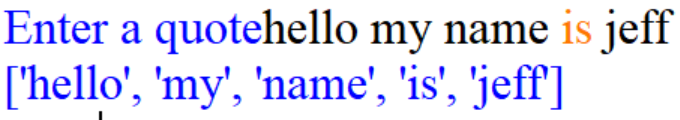 Enter a quotehello my name is jeff
['hello', 'my', 'name', 'is', 'jeff']